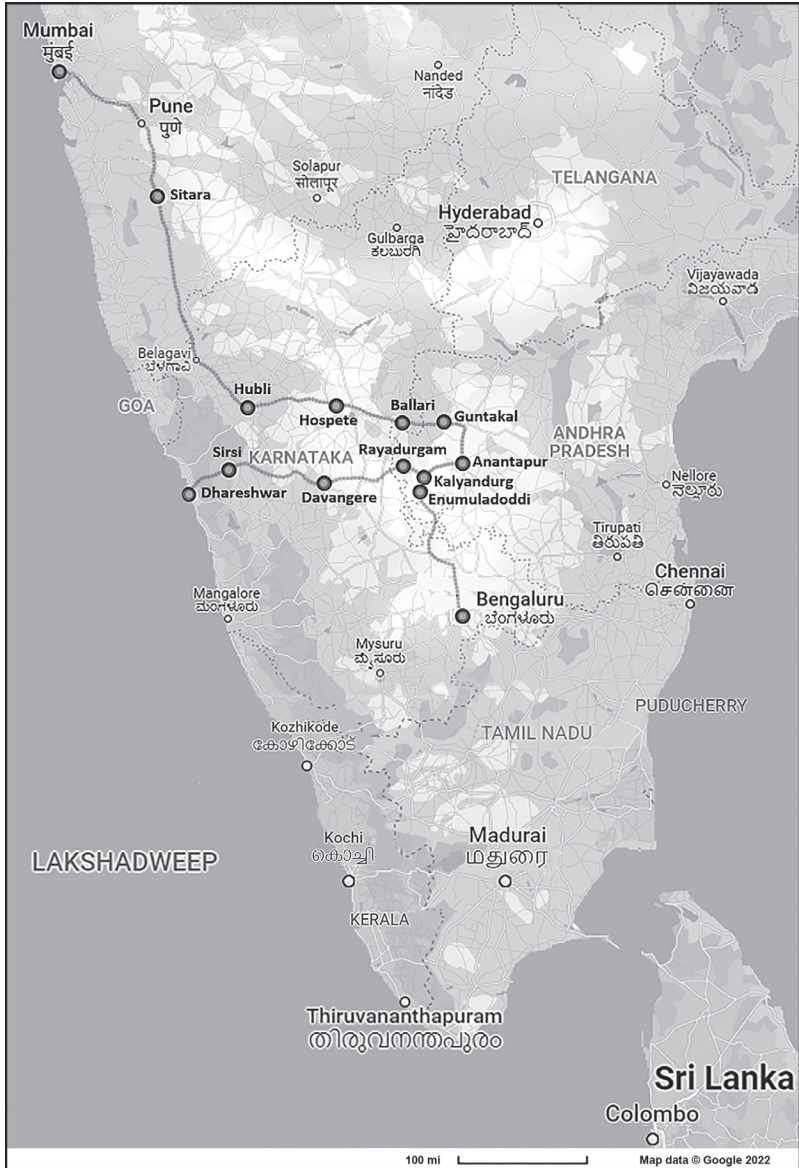 Mumbai
मुंबई
Pune
पुणे
Nanded
नांदेड
Sitara
Solapur
सोलापूर
TELANGANA
Hyderabad
హైదరాబాద్
Gulbarga
ಕಲಬುರಗಿ
Vijayawada
విజయవాడ
Belagavi
ಬೆಳಗಾವಿ
GOA
Hubli
Hospete
Ballari
Guntakal
ANDHRA
PRADESH
Sirsi
KARNATAKA
Rayadurgam
Anantapur
Kalyandurg
Dhareshwar
Davangere
Enumuladoddi
Nellore
నెల్లూరు
Tirupati
తిరుపతి
Chennai
சென்னை
Mangalore
ಮಂಗಳೂರು
Bengaluru
ಬೆಂಗಳೂರು
Mysuru
ಮೈಸೂರು
PUDUCHERRY
Kozhikode
കോഴിക്കോട്
TAMIL NADU
LAKSHADWEEP
Kochi
കൊച്ചി
Madurai
மதுரை
KERALA
Thiruvananthapuram
തിരുവനന്തപുരം
Sri Lanka
Colombo
100 mi
Map data © Google 2022